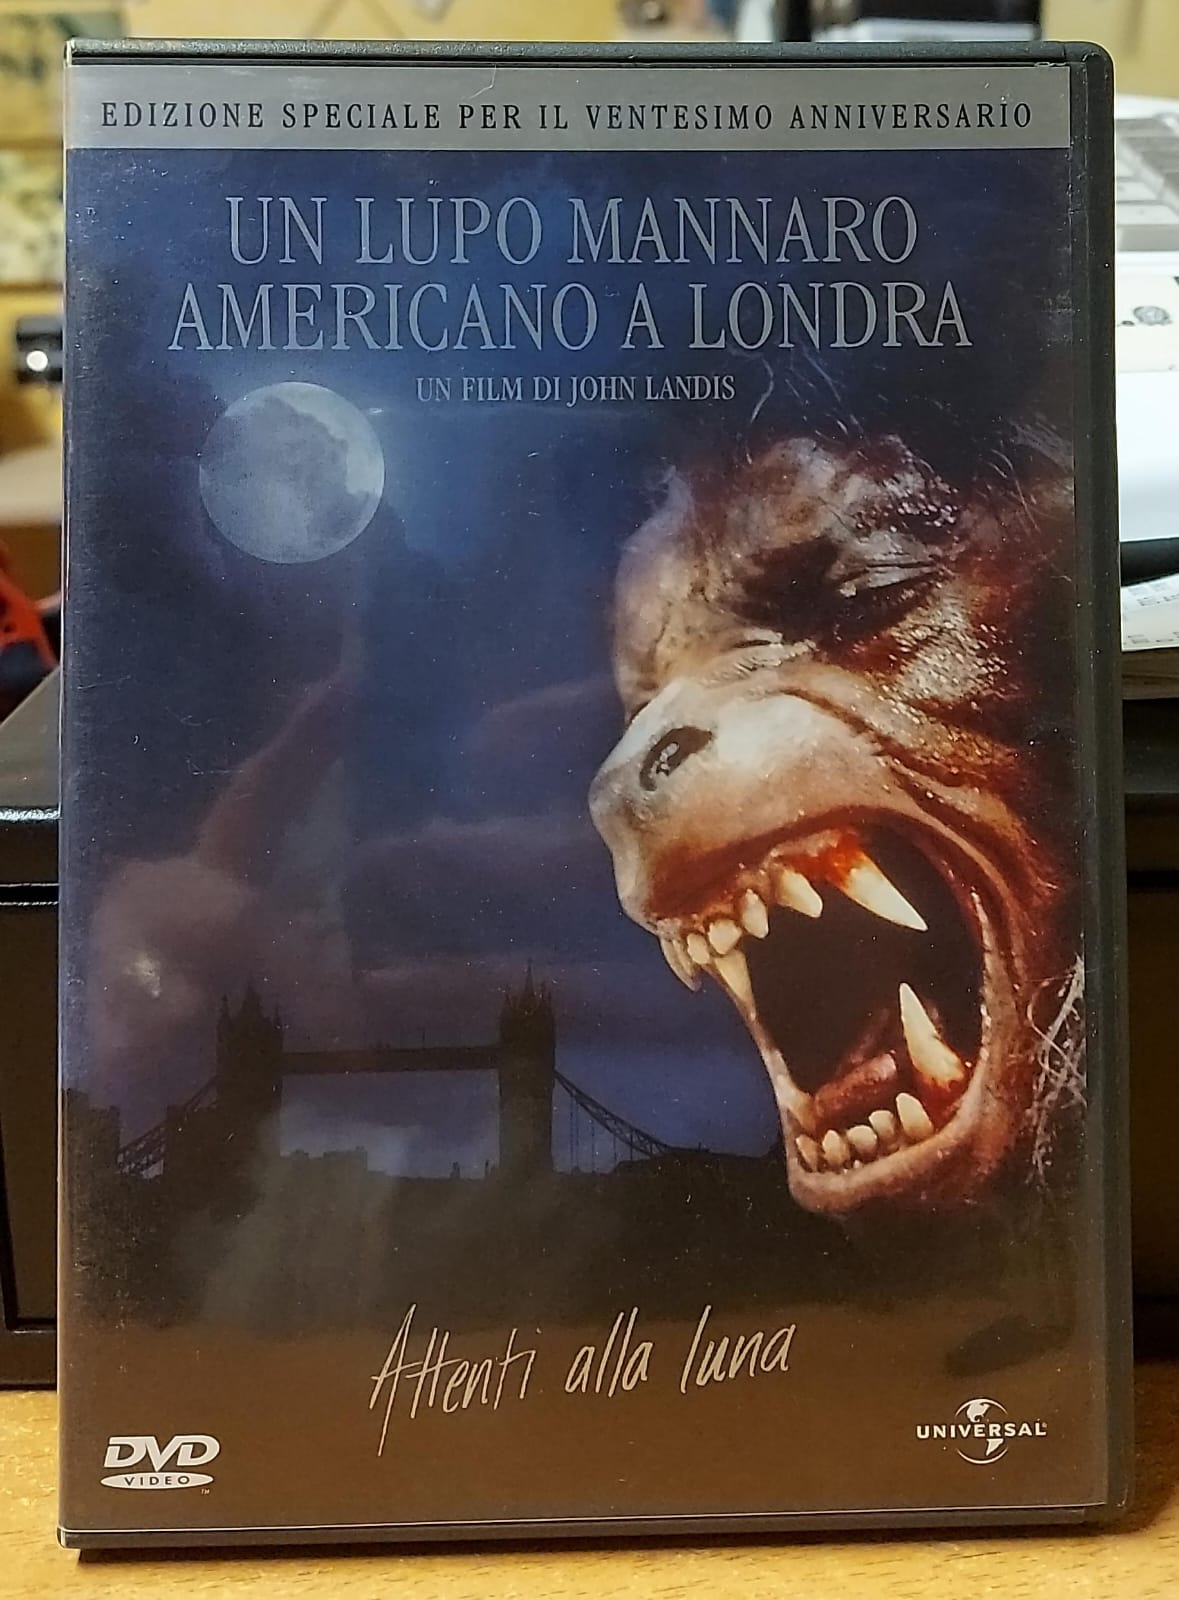 EDIZIONE SPECIALE PER IL VENTESIMO ANNIVERSARIO
UN LUPO MANNARO
AMERICANO A LONDRA
UN FILM DI JOHN LANDIS
Attenti alla luna
DVD
VIDEO
TM
UNIVERSAL®